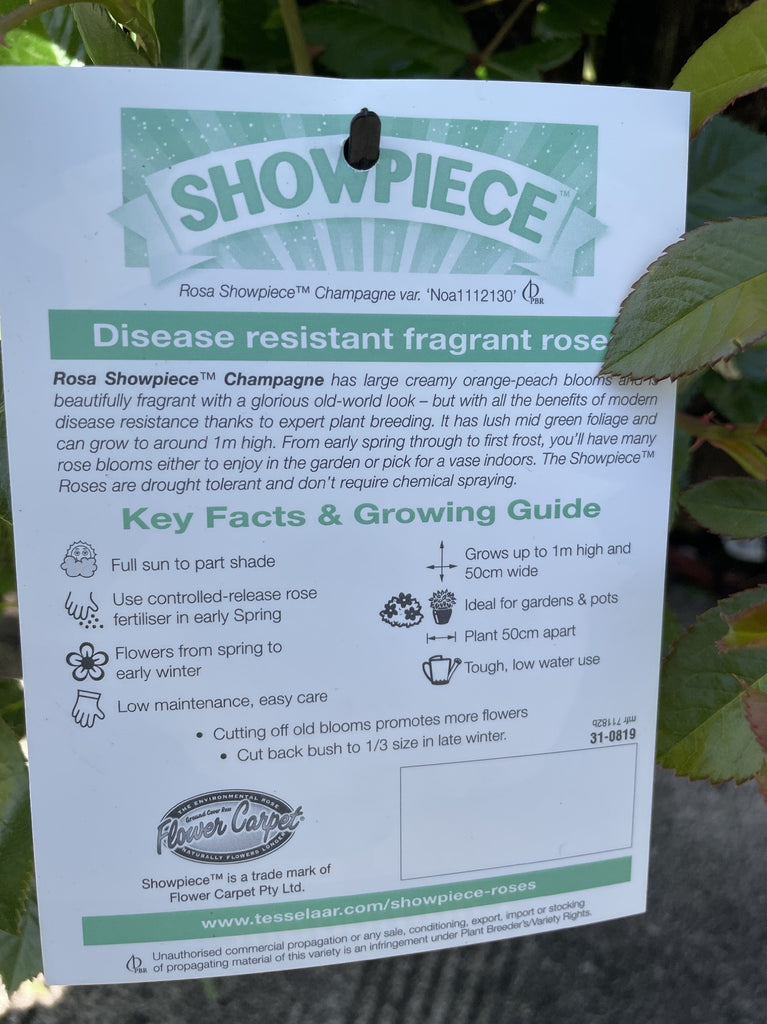 SHOWPIECE™
Rosa Showpiece™ Champagne var. 'Noa1112130' PBR
Disease resistant fragrant rose
Rosa Showpiece™ Champagne has large creamy orange-peach blooms and is
beautifully fragrant with a glorious old-world look – but with all the benefits of modern
disease resistance thanks to expert plant breeding. It has lush mid green foliage and
can grow to around 1m high. From early spring through to first frost, you'll have many
rose blooms either to enjoy in the garden or pick for a vase indoors. The Showpiece™
Roses are drought tolerant and don't require chemical spraying.
Key Facts & Growing Guide
Full sun to part shade
Use controlled-release rose
fertiliser in early Spring
Flowers from spring to
early winter
Low maintenance, easy care
Grows up to 1m high and
50cm wide
Ideal for gardens & pots
Plant 50cm apart
Tough, low water use
• Cutting off old blooms promotes more flowers
• Cut back bush to 1/3 size in late winter.
mfr 71182b
31-0819
THE ENVIRONMENTAL ROSE
Ground Cover Rose
Flower Carpet®
NATURALLY FLOWERS LONGER
Showpiece™ is a trade mark of
Flower Carpet Pty Ltd.
www.tesselaar.com/showpiece-roses
PBR Unauthorised commercial propagation or any sale, conditioning, export, import or stocking
of propagating material of this variety is an infringement under Plant Breeder's/Variety Rights.